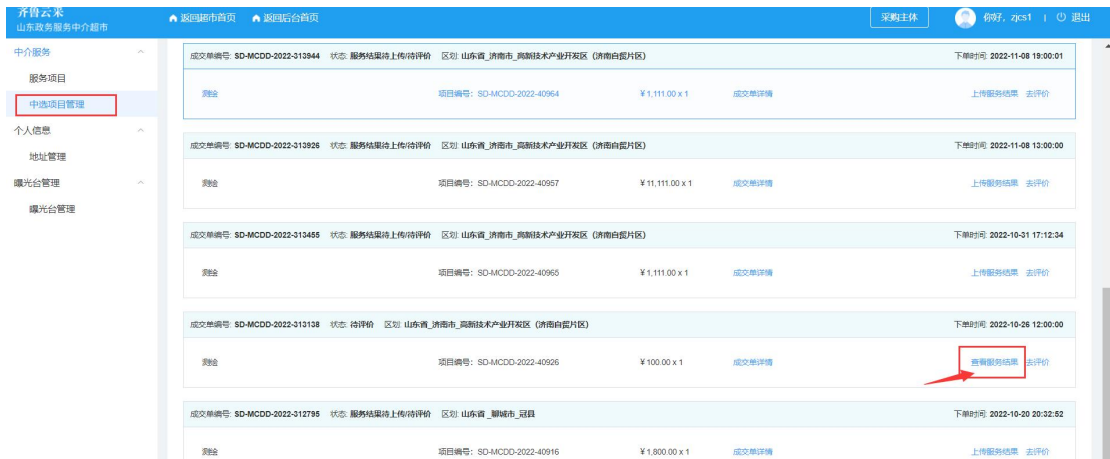 齐鲁云采
山东政务服务中介超市
返回超市首页 返回后台首页
采购主体 你好，zjcs1 | 退出
中介服务
服务项目
中选项目管理
个人信息
地址管理
曝光台管理
曝光台管理
成交单编号: SD-MCDD-2022-313944 状态: 服务结果待上传/待评价 区划: 山东省_济南市_高新技术产业开发区（济南自贸片区） 下单时间: 2022-11-08 19:00:01
测绘 项目编号：SD-MCDD-2022-40964 ¥ 1,111.00 x 1 成交单详情 上传服务结果 去评价
成交单编号: SD-MCDD-2022-313926 状态: 服务结果待上传/待评价 区划: 山东省_济南市_高新技术产业开发区（济南自贸片区） 下单时间: 2022-11-08 13:00:00
测绘 项目编号：SD-MCDD-2022-40957 ¥ 11,111.00 x 1 成交单详情 上传服务结果 去评价
成交单编号: SD-MCDD-2022-313455 状态: 服务结果待上传/待评价 区划: 山东省_济南市_高新技术产业开发区（济南自贸片区） 下单时间: 2022-10-31 17:12:34
测绘 项目编号：SD-MCDD-2022-40965 ¥ 1,111.00 x 1 成交单详情 上传服务结果 去评价
成交单编号: SD-MCDD-2022-313138 状态: 待评价 区划: 山东省_济南市_高新技术产业开发区（济南自贸片区） 下单时间: 2022-10-26 12:00:00
测绘 项目编号：SD-MCDD-2022-40926 ¥ 100.00 x 1 成交单详情 查看服务结果 去评价
成交单编号: SD-MCDD-2022-312795 状态: 服务结果待上传/待评价 区划: 山东省_聊城市_冠县 下单时间: 2022-10-20 20:32:52
测绘 项目编号：SD-MCDD-2022-40916 ¥ 1,800.00 x 1 成交单详情 上传服务结果 去评价